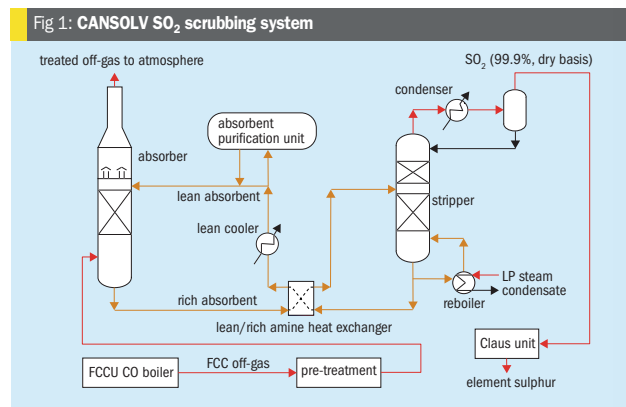 Fig 1: CANSOLV SO₂ scrubbing system
treated off-gas to atmosphere
SO₂ (99.9%, dry basis)
condenser
absorbent
purification unit
absorber
lean absorbent
stripper
lean cooler
LP steam
condensate
reboiler
rich absorbent
lean/rich amine heat exchanger
Claus unit
FCCU CO boiler
FCC off-gas
pre-treatment
element sulphur